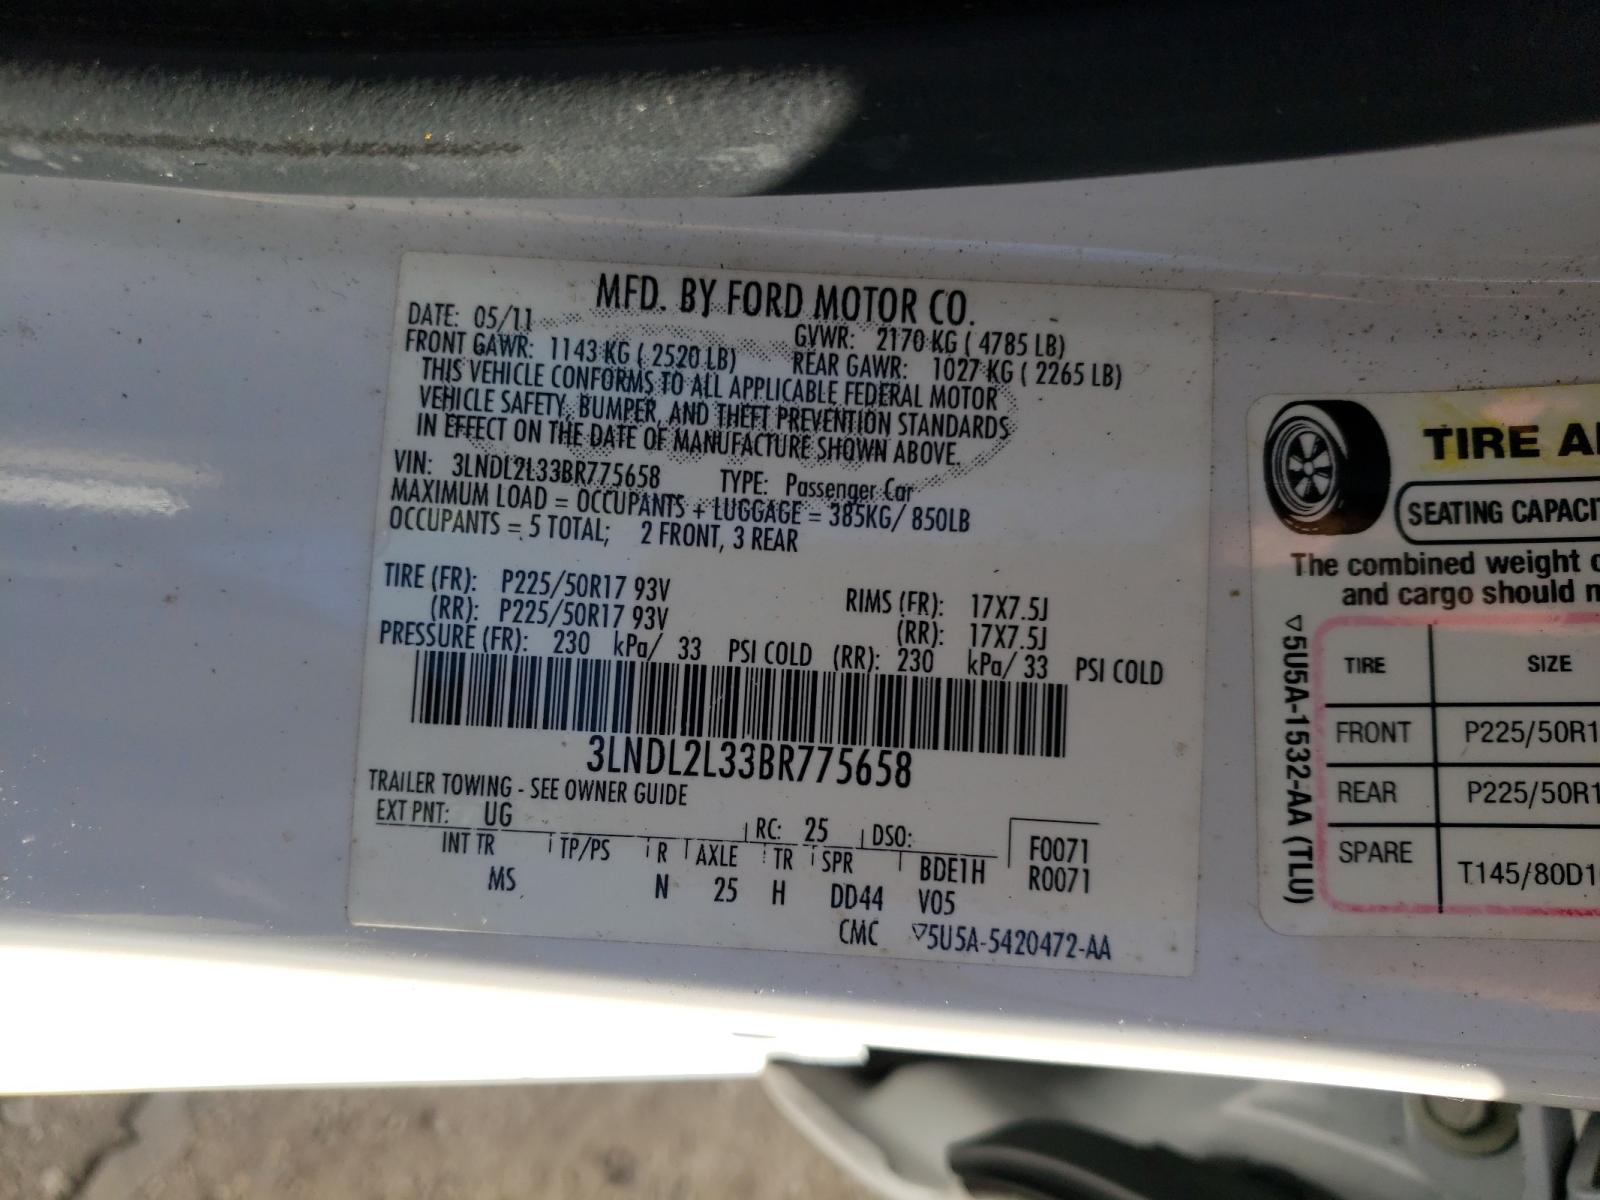 MFD. BY FORD MOTOR CO.
DATE: 05/11 GVWR: 2170 KG ( 4785 LB)
FRONT GAWR: 1143 KG ( 2520 LB) REAR GAWR: 1027 KG ( 2265 LB)
THIS VEHICLE CONFORMS TO ALL APPLICABLE FEDERAL MOTOR
VEHICLE SAFETY, BUMPER, AND THEFT PREVENTION STANDARDS
IN EFFECT ON THE DATE OF MANUFACTURE SHOWN ABOVE.
VIN: 3LNDL2L33BR775658 TYPE: Passenger Car
MAXIMUM LOAD = OCCUPANTS + LUGGAGE = 385KG/ 850LB
OCCUPANTS = 5 TOTAL; 2 FRONT, 3 REAR
TIRE (FR): P225/50R17 93V RIMS (FR): 17X7.5J
(RR): P225/50R17 93V (RR): 17X7.5J
PRESSURE (FR): 230 kPa/ 33 PSI COLD (RR): 230 kPa/ 33 PSI COLD
3LNDL2L33BR775658
TRAILER TOWING - SEE OWNER GUIDE
EXT PNT: UG RC: 25 DSO: F0071
INT TR TP/PS R AXLE TR SPR BDE1H R0071
MS N 25 H DD44 V05
CMC ▽5U5A-5420472-AA
TIRE A
SEATING CAPACI
The combined weight
and cargo should
▽5U5A-1532-AA (TLU)
TIRE SIZE
FRONT P225/50R1
REAR P225/50R1
SPARE T145/80D1